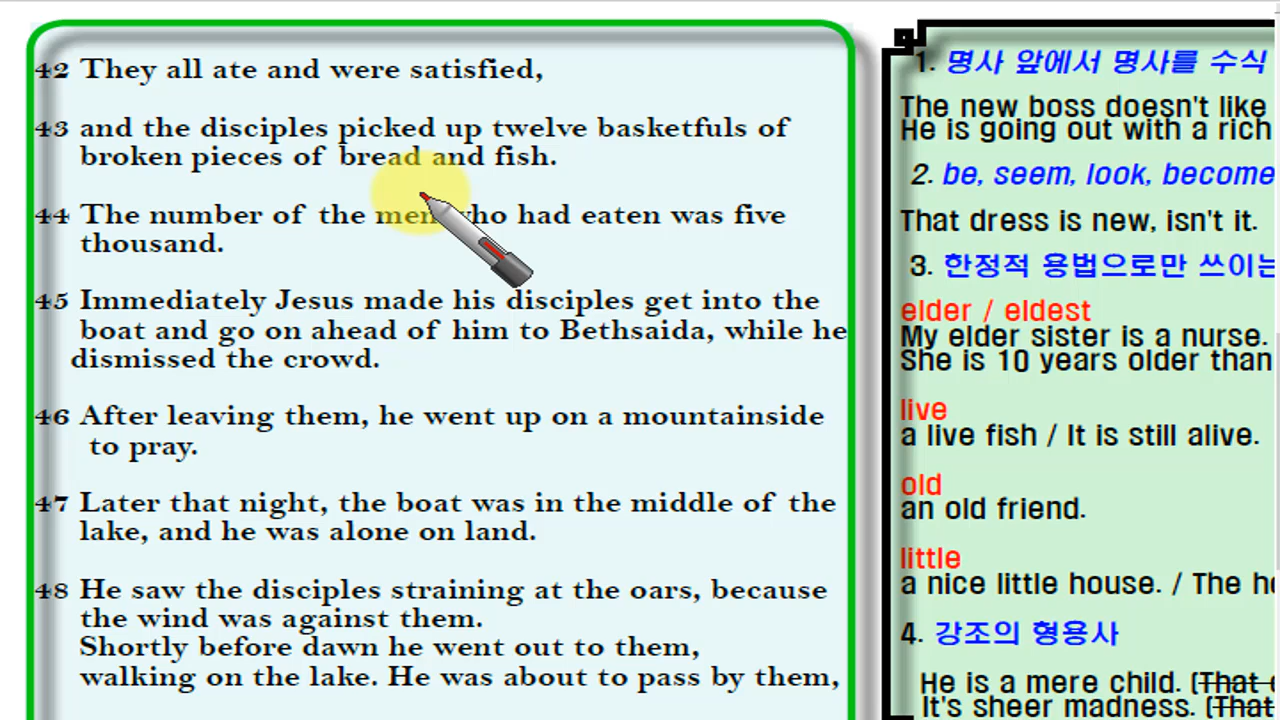 42 They all ate and were satisfied,
43 and the disciples picked up twelve basketfuls of
broken pieces of bread and fish.
44 The number of the men who had eaten was five
thousand.
45 Immediately Jesus made his disciples get into the
boat and go on ahead of him to Bethsaida, while he
dismissed the crowd.
46 After leaving them, he went up on a mountainside
to pray.
47 Later that night, the boat was in the middle of the
lake, and he was alone on land.
48 He saw the disciples straining at the oars, because
the wind was against them.
Shortly before dawn he went out to them,
walking on the lake. He was about to pass by them,
1. 명사 앞에서 명사를 수식
The new boss doesn't like
He is going out with a rich
2. be, seem, look, become
That dress is new, isn't it.
3. 한정적 용법으로만 쓰이는
elder / eldest
My elder sister is a nurse.
She is 10 years older than
live
a live fish / It is still alive.
old
an old friend.
little
a nice little house. / The
4. 강조의 형용사
He is a mere child. (That
It's sheer madness. (That